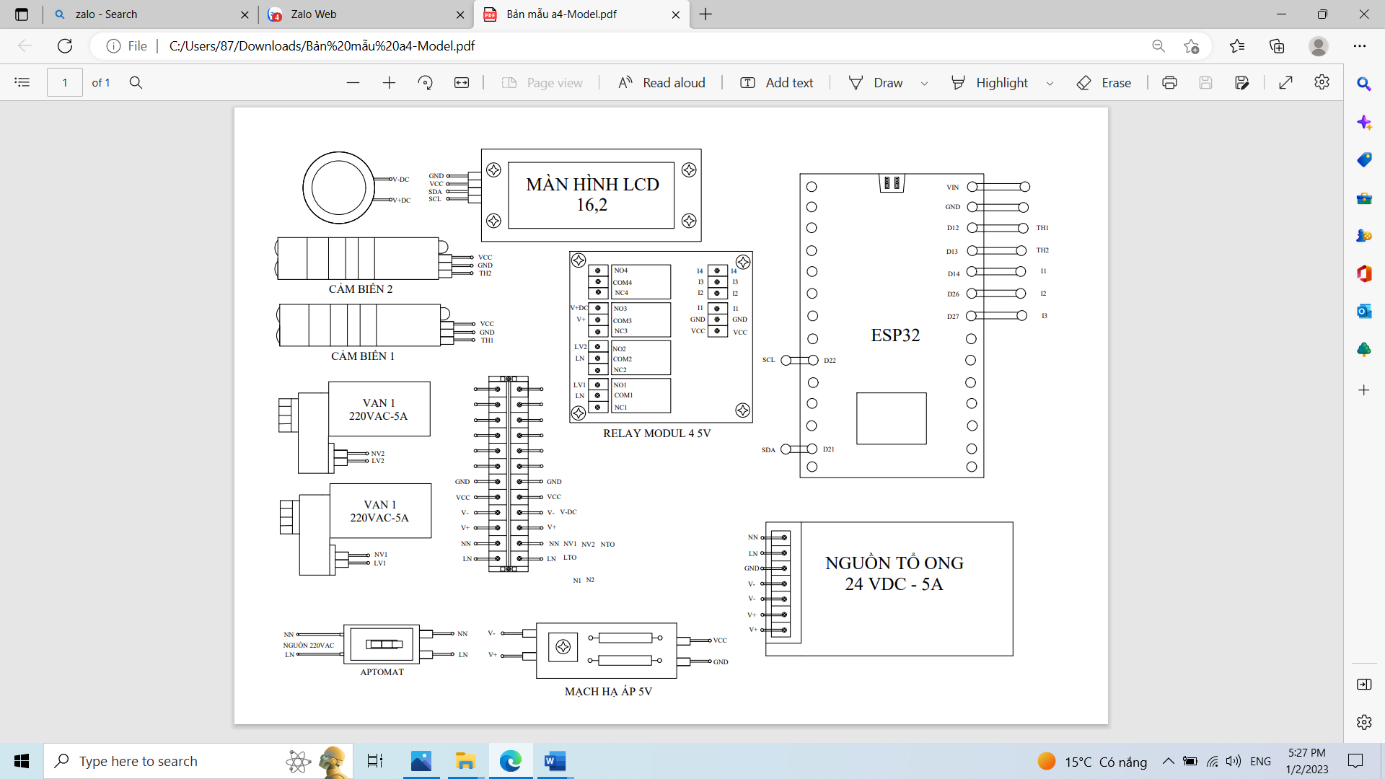 zalo - Search
Zalo Web
Bản mẫu a4-Model.pdf
File
C:/Users/87/Downloads/Bản%20mẫu%20a4-Model.pdf
1
of 1
Page view
Read aloud
Add text
Draw
Highlight
Erase
V-DC
V+DC
GND
VCC
SDA
SCL
MÀN HÌNH LCD
16,2
VCC
GND
TH2
CẢM BIẾN 2
VCC
GND
TH1
CẢM BIẾN 1
NO4
COM4
NC4
V+DC
NO3
V+
COM3
NC3
LV2
NO2
LN
COM2
NC2
LV1
NO1
LN
COM1
NC1
I4
I4
I3
I3
I2
I2
I1
I1
GND
GND
VCC
VCC
RELAY MODUL 4 5V
VIN
GND
D12
TH1
D13
TH2
D14
I1
D26
I2
D27
I3
ESP32
SCL
D22
SDA
D21
VAN 1
220VAC-5A
NV2
LV2
VAN 1
220VAC-5A
NV1
LV1
GND
GND
VCC
VCC
V-
V-
V-DC
V+
V+
NN
NN NV1 NV2 NTO
LN
LN LTO
N1 N2
NN
LN
GND
V-
V-
V+
V+
NGUỒN TỔ ONG
24 VDC - 5A
NN
NN
NGUỒN 220VAC
LN
LN
APTOMAT
V-
V+
VCC
GND
MẠCH HẠ ÁP 5V
Type here to search
15°C Có nắng
ENG
5:27 PM
1/2/2023